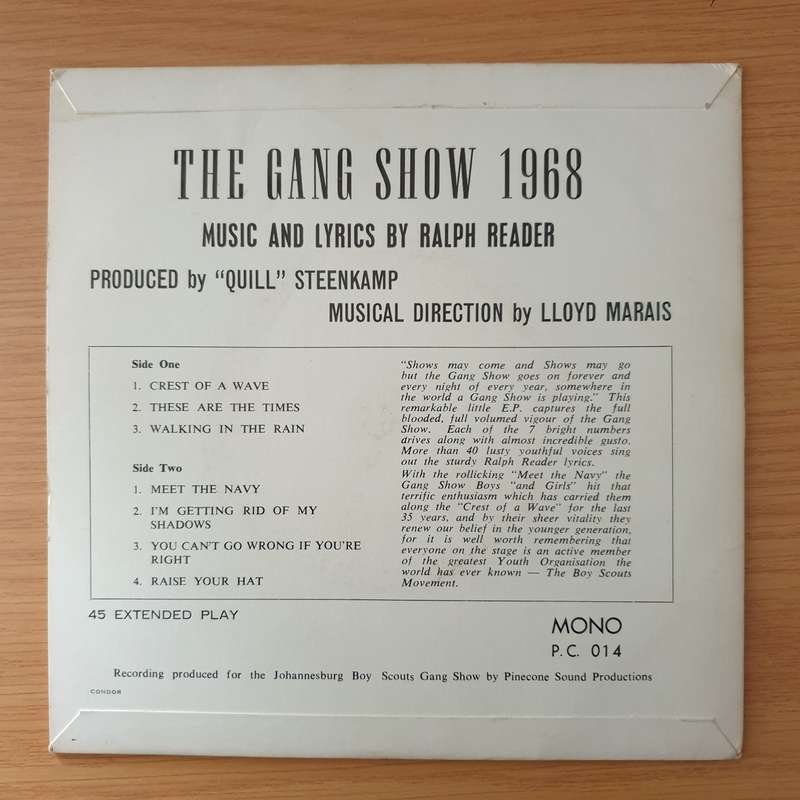 THE GANG SHOW 1968
MUSIC AND LYRICS BY RALPH READER
PRODUCED by "QUILL" STEENKAMP
MUSICAL DIRECTION by LLOYD MARAIS
Side One
1. CREST OF A WAVE
2. THESE ARE THE TIMES
3. WALKING IN THE RAIN
Side Two
1. MEET THE NAVY
2. I'M GETTING RID OF MY
SHADOWS
3. YOU CAN'T GO WRONG IF YOU'RE
RIGHT
4. RAISE YOUR HAT
"Shows may come and Shows may go
but the Gang Show goes on forever and
every night of every year, somewhere in
the world a Gang Show is playing." This
remarkable little E.P. captures the full
blooded, full volumed vigour of the Gang
Show. Each of the 7 bright numbers
drives along with almost incredible gusto.
More than 40 lusty youthful voices sing
out the sturdy Ralph Reader lyrics.
With the rollicking "Meet the Navy" the
Gang Show Boys "and Girls" hit that
terrific enthusiasm which has carried them
along the "Crest of a Wave" for the last
35 years, and by their sheer vitality they
renew our belief in the younger generation,
for it is well worth remembering that
everyone on the stage is an active member
of the greatest Youth Organisation the
world has ever known — The Boy Scouts
Movement.
45 EXTENDED PLAY
MONO
P.C. 014
Recording produced for the Johannesburg Boy Scouts Gang Show by Pinecone Sound Productions
CONDOR